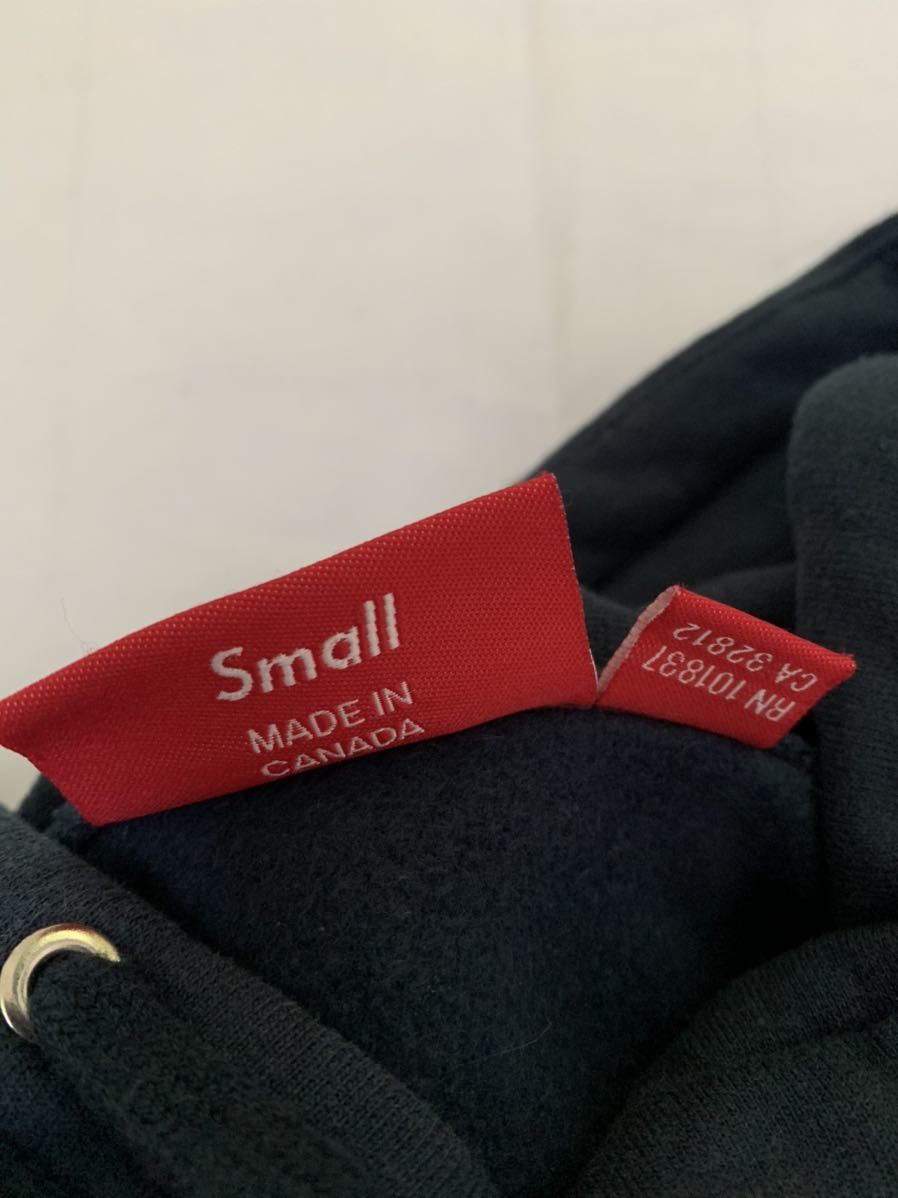 Small
MADE IN
CANADA
RN 101837
CA 32812